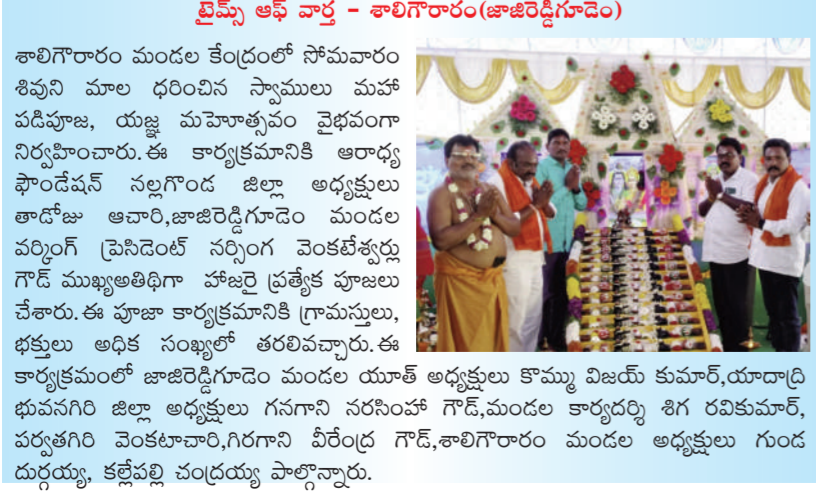 టైమ్స్ ఆఫ్ వార్త - శాలిగౌరారం(జాజిరెడ్డిగూడెం)
శాలిగౌరారం మండల కేంద్రంలో సోమవారం
శివుని మాల ధరించిన స్వాములు మహా
పడిపూజ, యజ్ఞ మహెూత్సవం వైభవంగా
నిర్వహించారు.ఈ కార్యక్రమానికి ఆరాధ్య
ఫౌండేషన్ నల్లగొండ జిల్లా అధ్యక్షులు
తాడోజు ఆచారి,జాజిరెడ్డిగూడెం మండల
వర్కింగ్ ప్రెసిడెంట్ నర్సింగ వెంకటేశ్వర్లు
గౌడ్ ముఖ్యఅతిథిగా హాజరై ప్రత్యేక పూజలు
చేశారు.ఈ పూజా కార్యక్రమానికి గ్రామస్తులు,
భక్తులు అధిక సంఖ్యలో తరలివచ్చారు.ఈ
కార్యక్రమంలో జాజిరెడ్డిగూడెం మండల యూత్ అధ్యక్షులు కొమ్ము విజయ్ కుమార్,యాదాద్రి
భువనగిరి జిల్లా అధ్యక్షులు గనగాని నరసింహా గౌడ్,మండల కార్యదర్శి శిగ రవికుమార్,
పర్వతగిరి వెంకటాచారి,గిరగాని వీరేంద్ర గౌడ్,శాలిగౌరారం మండల అధ్యక్షులు గుండ
దుర్గయ్య, కల్లేపల్లి చంద్రయ్య పాల్గొన్నారు.